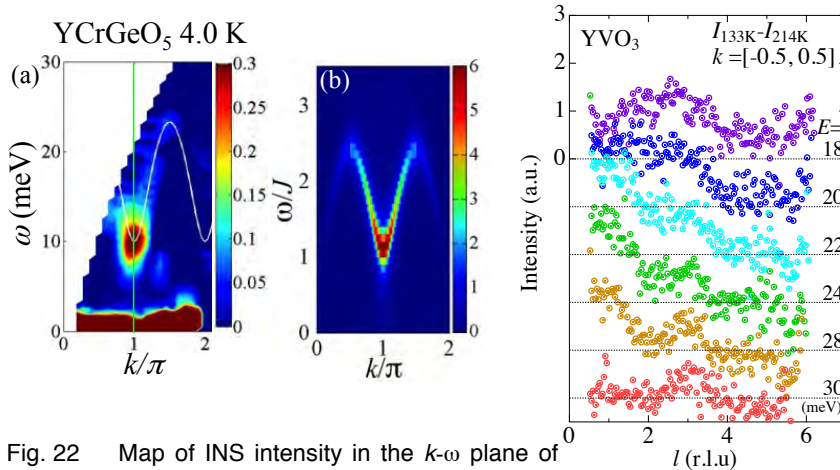 YCrGeO₅ 4.0 K
(a)
30
20
10
0
ω (meV)
0
1
2
k/π
0.3
0.25
0.2
0.15
0.1
0.05
0
(b)
3
2
1
0
ω/J
0
1
2
k/π
6
5
4
3
2
1
0
YVO₃
I₁₃₃K-I₂₁₄K
k =[-0.5, 0.5]
3
2
1
0
E=
18
20
22
24
28
30
(meV)
Intensity (a.u.)
0
2
4
6
l (r.l.u)
Fig. 22 Map of INS intensity in the k-ω plane of